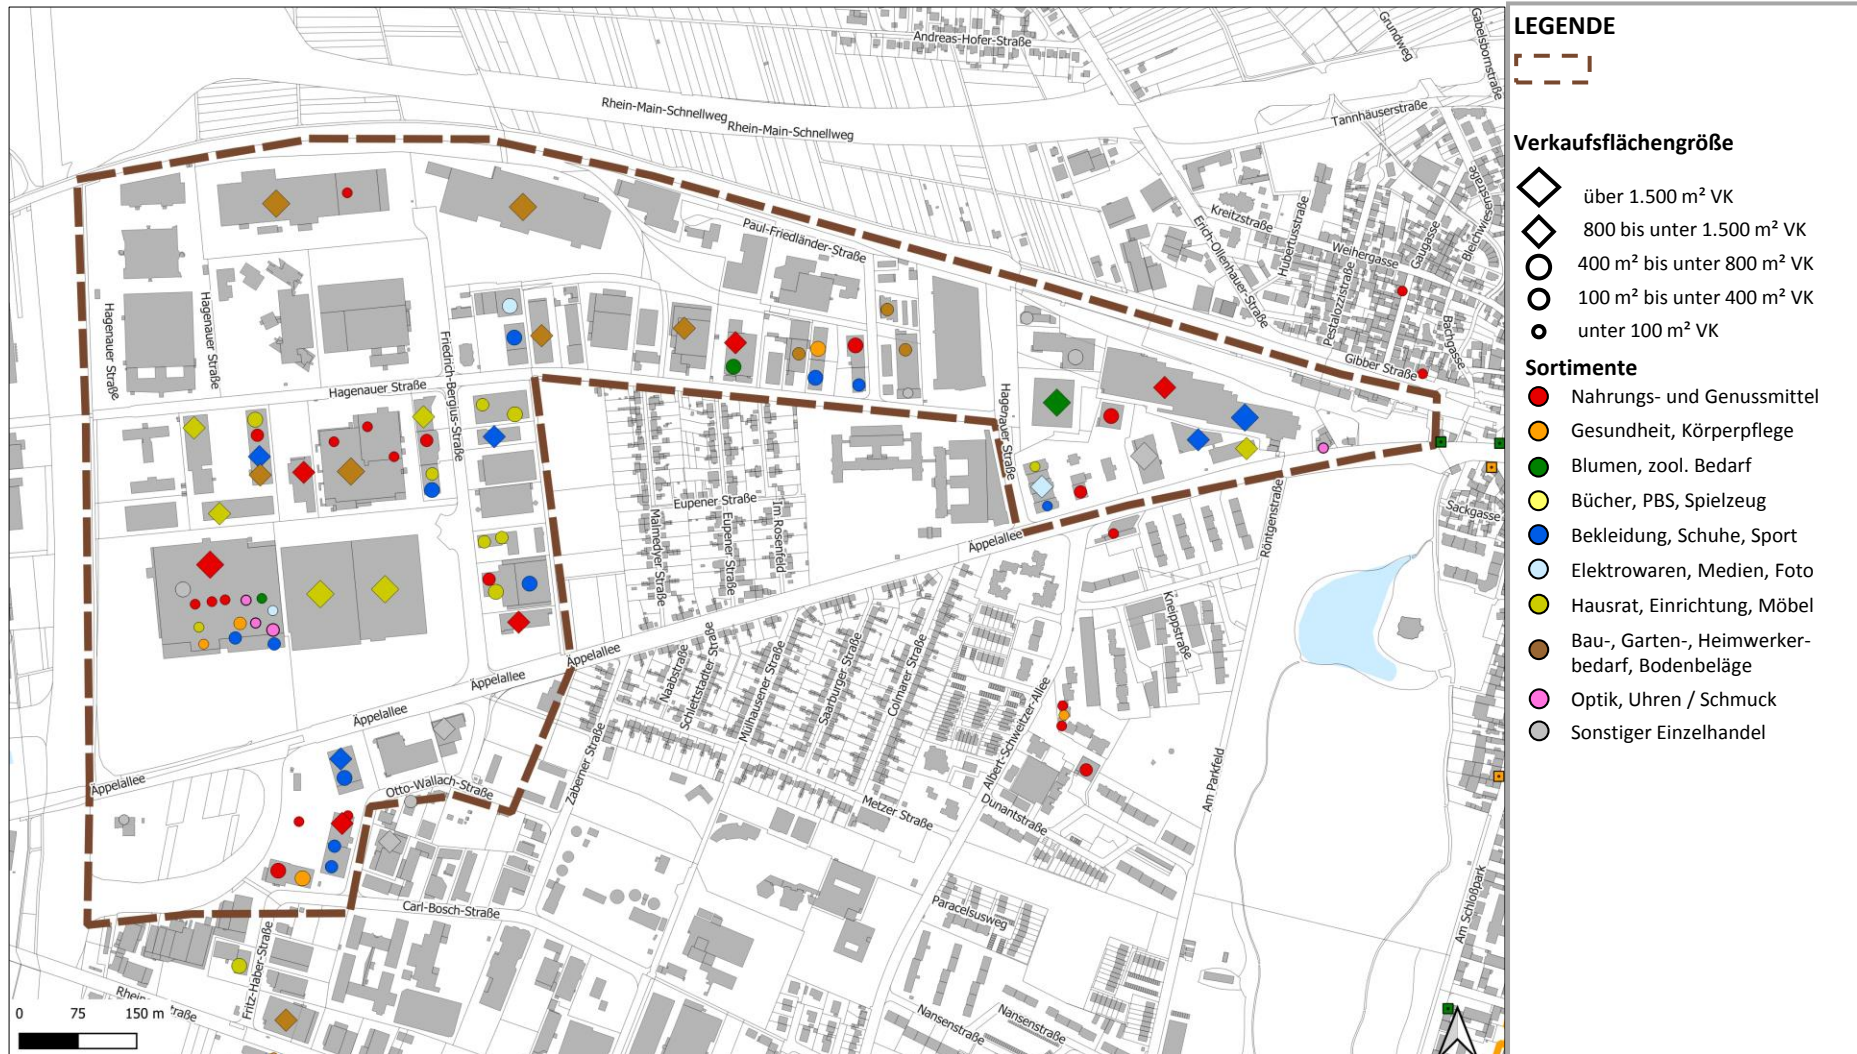 Andreas-Hofer-Straße
Grundweg
Gabelsbornstraße
Rhein-Main-Schnellweg
Rhein-Main-Schnellweg
Tannhäuserstraße
Kreitzstraße
Hubertusstraße
Erich-Ollenhauer-Straße
Weihergasse
Gaugasse
Bleichwiesenstraße
Pestalozzistraße
Bachgasse
Gibber Straße
Paul-Friedländer-Straße
Hagenauer Straße
Hagenauer Straße
Hagenauer Straße
Friedrich-Bergius-Straße
Hagenauer Straße
Eupener Straße
Malmedyer Straße
Eupener Straße
Im Rosenfeld
Äppelallee
Röntgenstraße
Sackgasse
Kneippstraße
Äppelallee
Äppelallee
Äppelallee
Äppelallee
Naabstraße
Schlettstadter Straße
Mülhausener Straße
Saarburger Straße
Colmarer Straße
Albert-Schweitzer-Allee
Zaberner Straße
Otto-Wallach-Straße
Metzer Straße
Dunantstraße
Am Parkfeld
Am Schloßpark
Carl-Bosch-Straße
Fritz-Haber-Straße
Paracelsusweg
Nansenstraße
Nansenstraße
0 75 150 m
LEGENDE
Verkaufsflächengröße
über 1.500 m² VK
800 bis unter 1.500 m² VK
400 m² bis unter 800 m² VK
100 m² bis unter 400 m² VK
unter 100 m² VK
Sortimente
Nahrungs- und Genussmittel
Gesundheit, Körperpflege
Blumen, zool. Bedarf
Bücher, PBS, Spielzeug
Bekleidung, Schuhe, Sport
Elektrowaren, Medien, Foto
Hausrat, Einrichtung, Möbel
Bau-, Garten-, Heimwerker-
bedarf, Bodenbeläge
Optik, Uhren / Schmuck
Sonstiger Einzelhandel